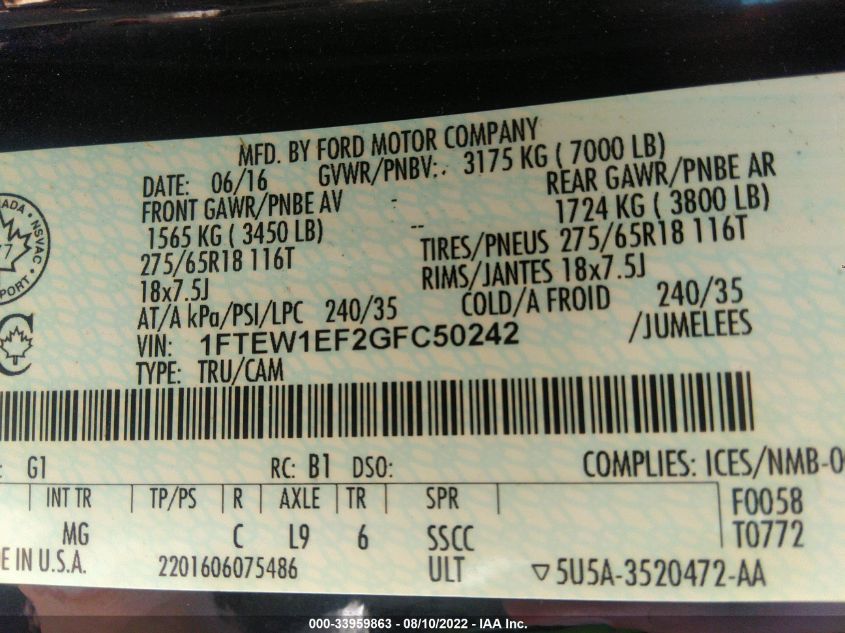 MFD. BY FORD MOTOR COMPANY
DATE: 06/16 GVWR/PNBV:. 3175 KG ( 7000 LB)
FRONT GAWR/PNBE AV - REAR GAWR/PNBE AR
1565 KG ( 3450 LB) -- 1724 KG ( 3800 LB)
275/65R18 116T TIRES/PNEUS 275/65R18 116T
18x7.5J RIMS/JANTES 18x7.5J
AT/A kPa/PSI/LPC 240/35 COLD/A FROID 240/35
VIN: 1FTEW1EF2GFC50242 /JUMELEES
TYPE: TRU/CAM
ADA • NSVAC
PORT
: G1 RC: B1 DSO: COMPLIES: ICES/NMB-0
INT TR TP/PS R AXLE TR SPR F0058
MG C L9 6 SSCC T0772
E IN U.S.A. 2201606075486 ULT ▽5U5A-3520472-AA
000-33959863 - 08/10/2022 - IAA Inc.